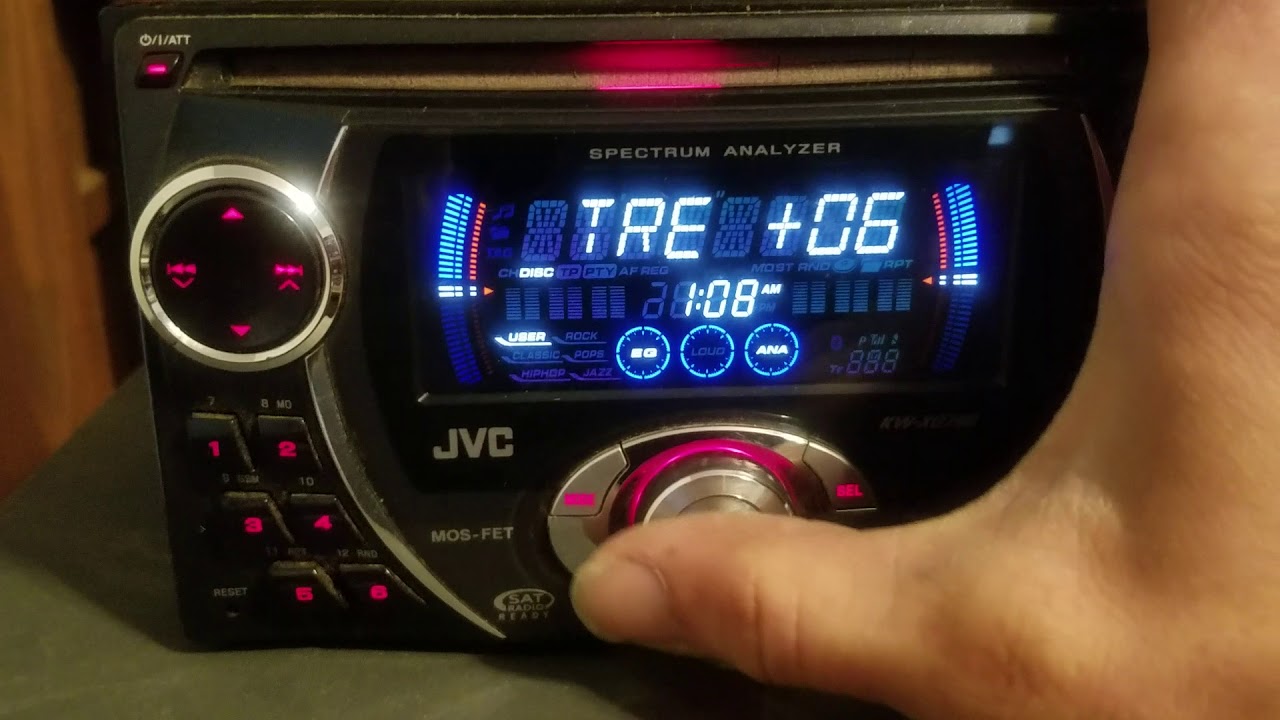 ⏻/I/ATT
SPECTRUM ANALYZER
TRE +06
CH DISC TP PTY AF REG MOST RND RPT
1:08 AM
USER ROCK
CLASSIC POPS
HIPHOP JAZZ
EQ LOUD ANA
JVC
7 8 MO
1 2
10
3 4
SEL
MOS-FET
12 RND
5 6
RESET
SAT
RADIO
READY